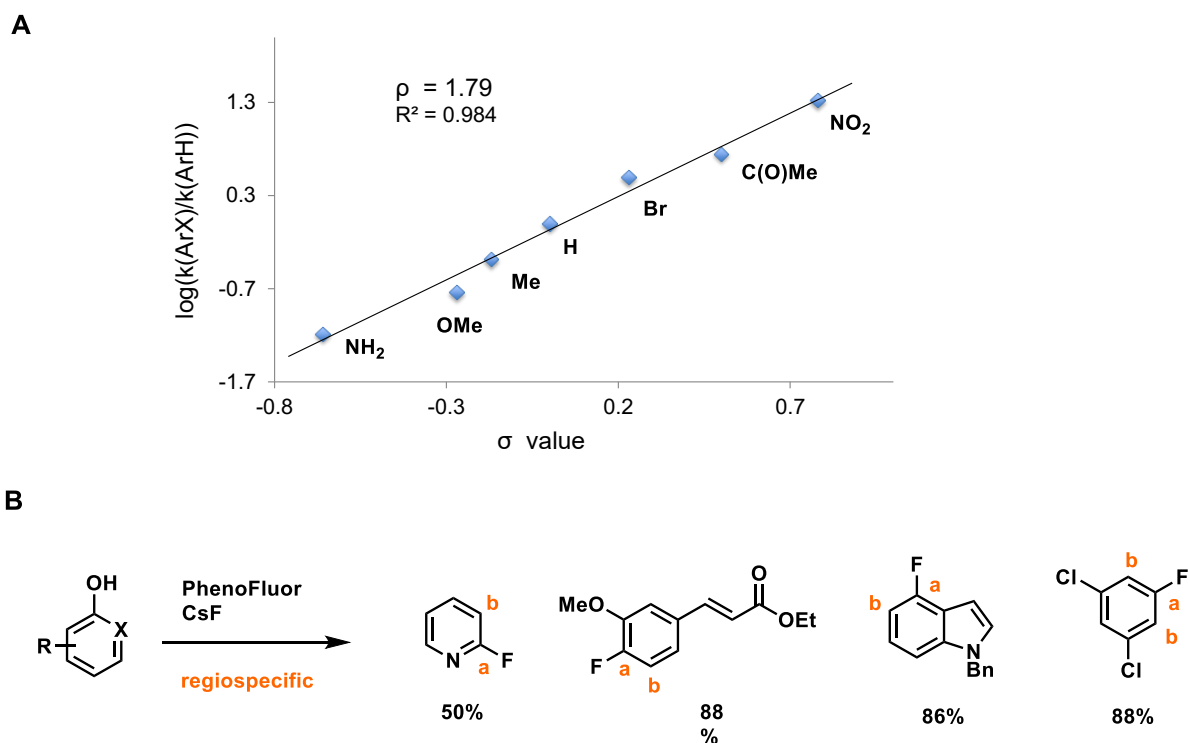 A
ρ = 1.79
R² = 0.984
log(k(ArX)/k(ArH))
1.3
0.3
-0.7
-1.7
NO₂
C(O)Me
Br
H
Me
OMe
NH₂
-0.8
-0.3
0.2
0.7
σ value
B
OH
X
R
PhenoFluor
CsF
regiospecific
b
N
a
F
50%
MeO
O
OEt
F
a
b
88
%
F
a
b
N
Bn
86%
b
Cl
F
a
b
Cl
88%